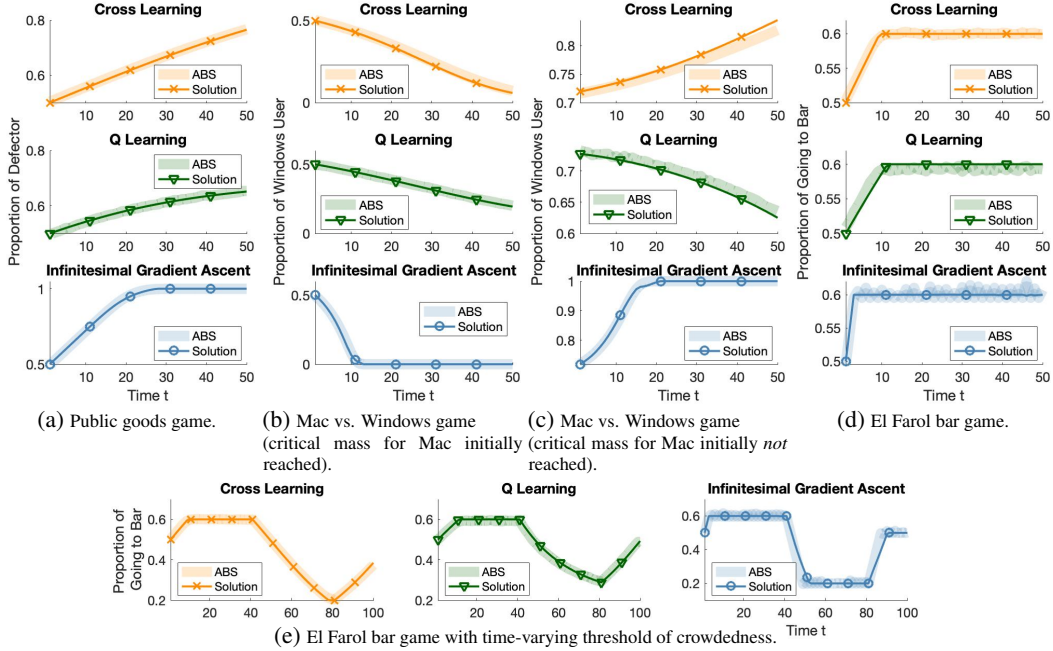 Cross Learning
0.8
0.6
ABS
Solution
10 20 30 40 50
Q Learning
0.8
0.6
ABS
Solution
10 20 30 40 50
Infinitesimal Gradient Ascent
1
0.5
ABS
Solution
10 20 30 40 50
Proportion of Defector
Time t
(a) Public goods game.
Cross Learning
0.5
0
ABS
Solution
10 20 30 40 50
Q Learning
0.5
0
ABS
Solution
10 20 30 40 50
Infinitesimal Gradient Ascent
0.5
0
ABS
Solution
10 20 30 40 50
Proportion of Windows User
(b) Mac vs. Windows game
(critical mass for Mac initially
reached).
Cross Learning
0.8
0.75
0.7
ABS
Solution
10 20 30 40 50
Q Learning
0.7
0.65
0.6
ABS
Solution
10 20 30 40 50
Infinitesimal Gradient Ascent
1
0.9
0.8
ABS
Solution
10 20 30 40 50
Proportion of Windows User
Time t
(c) Mac vs. Windows game
(critical mass for Mac initially not
reached).
Cross Learning
0.6
0.55
0.5
ABS
Solution
10 20 30 40 50
Q Learning
0.6
0.55
0.5
ABS
Solution
10 20 30 40 50
Infinitesimal Gradient Ascent
0.6
0.55
0.5
ABS
Solution
10 20 30 40 50
Proportion of Going to Bar
Time t
(d) El Farol bar game.
Cross Learning
Proportion of
Going to Bar
0.6
0.4
0.2
ABS
Solution
0 20 40 60 80 100
Q Learning
0.6
0.4
0.2
ABS
Solution
0 20 40 60 80 100
Infinitesimal Gradient Ascent
0.6
0.4
0.2
ABS
Solution
0 20 40 60 80 100
Time t
(e) El Farol bar game with time-varying threshold of crowdedness.